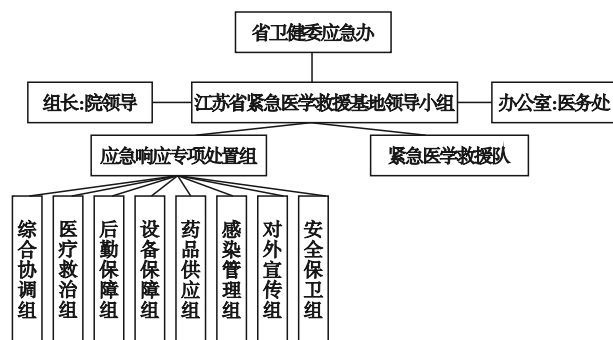 省卫健委应急办
组长:院领导
江苏省紧急医学救援基地领导小组
办公室:医务处
应急响应专项处置组
紧急医学救援队
综合协调组
医疗救治组
后勤保障组
设备保障组
药品供应组
感染管理组
对外宣传组
安全保卫组